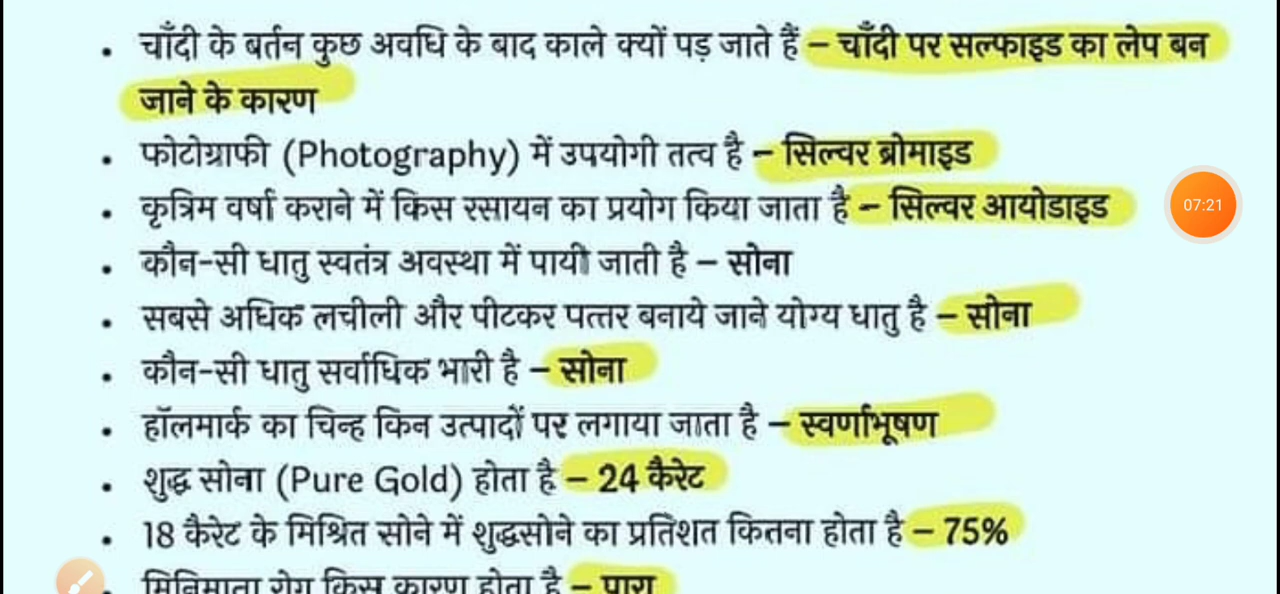 • चाँदी के बर्तन कुछ अवधि के बाद काले क्यों पड़ जाते हैं – चाँदी पर सल्फाइड का लेप बन
जाने के कारण
• फोटोग्राफी (Photography) में उपयोगी तत्व है – सिल्वर ब्रोमाइड
• कृत्रिम वर्षा कराने में किस रसायन का प्रयोग किया जाता है – सिल्वर आयोडाइड
07:21
• कौन-सी धातु स्वतंत्र अवस्था में पायी जाती है – सोना
• सबसे अधिक लचीली और पीटकर पत्तर बनाये जाने योग्य धातु है – सोना
• कौन-सी धातु सर्वाधिक भारी है – सोना
• हॉलमार्क का चिन्ह किन उत्पादों पर लगाया जाता है – स्वर्णाभूषण
• शुद्ध सोना (Pure Gold) होता है – 24 कैरेट
• 18 कैरेट के मिश्रित सोने में शुद्धसोने का प्रतिशत कितना होता है – 75%
• मिनिमाता रोग किस कारण होता है – पारा